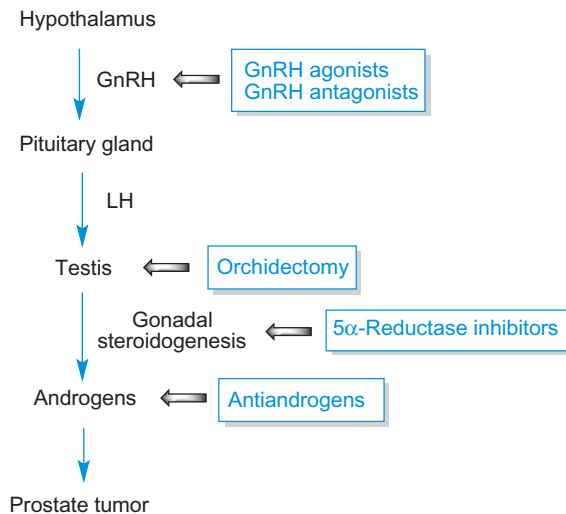 Hypothalamus
GnRH
GnRH agonists
GnRH antagonists
Pituitary gland
LH
Testis
Orchidectomy
Gonadal
steroidogenesis
5α-Reductase inhibitors
Androgens
Antiandrogens
Prostate tumor